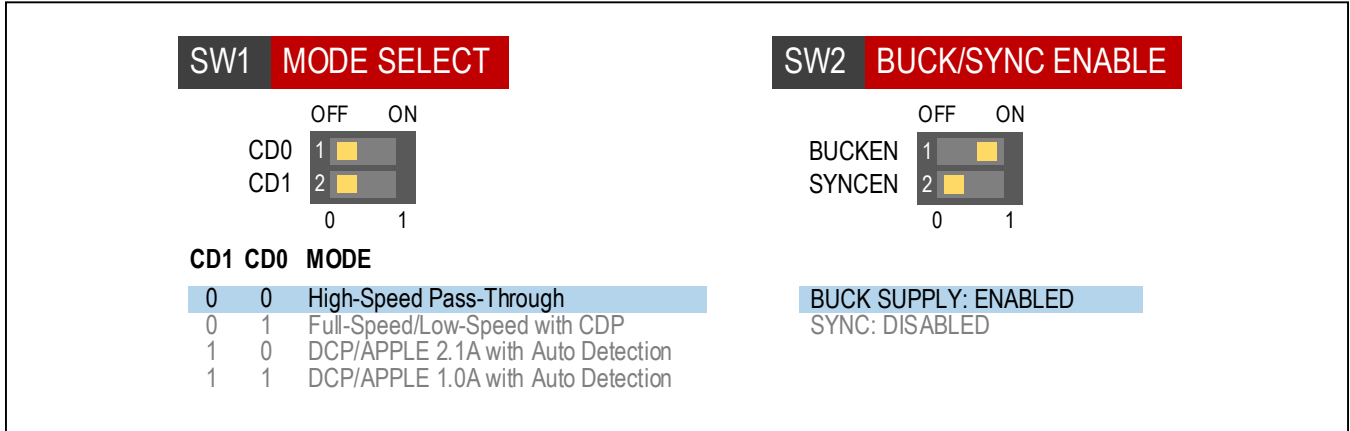 SW1 MODE SELECT
OFF ON
CD0 1
CD1 2
0 1
CD1 CD0 MODE
0 0 High-Speed Pass-Through
0 1 Full-Speed/Low-Speed with CDP
1 0 DCP/APPLE 2.1A with Auto Detection
1 1 DCP/APPLE 1.0A with Auto Detection
SW2 BUCK/SYNC ENABLE
OFF ON
BUCKEN 1
SYNCEN 2
0 1
BUCK SUPPLY: ENABLED
SYNC: DISABLED